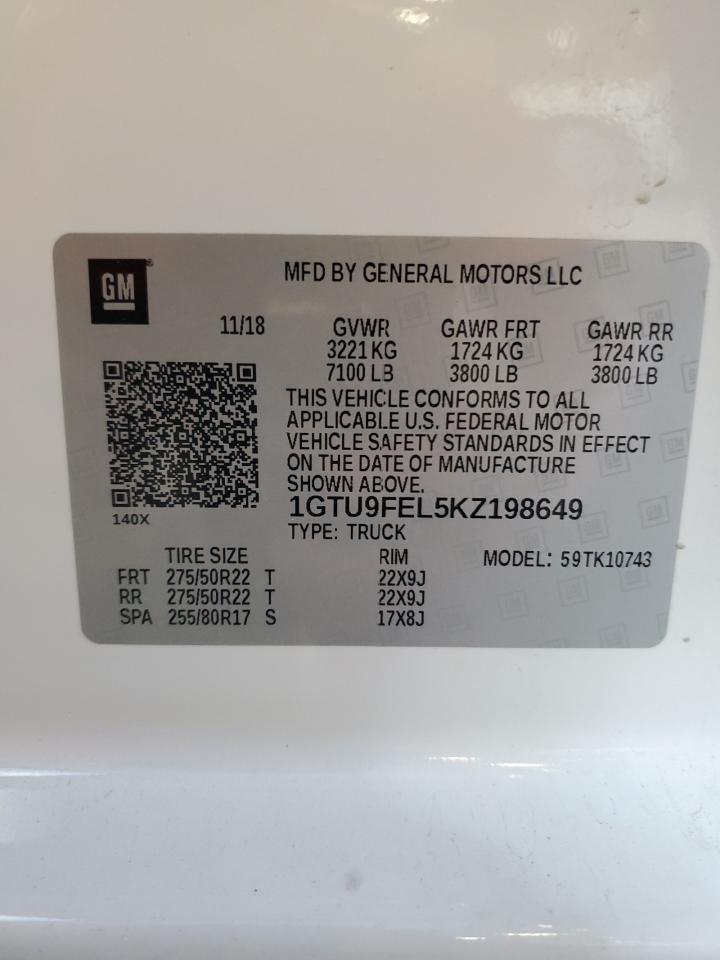 GM
MFD BY GENERAL MOTORS LLC
11/18 GVWR GAWR FRT GAWR RR
3221 KG 1724 KG 1724 KG
7100 LB 3800 LB 3800 LB
THIS VEHICLE CONFORMS TO ALL
APPLICABLE U.S. FEDERAL MOTOR
VEHICLE SAFETY STANDARDS IN EFFECT
ON THE DATE OF MANUFACTURE
SHOWN ABOVE.
1GTU9FEL5KZ198649
140X
TYPE: TRUCK
TIRE SIZE RIM MODEL: 59TK10743
FRT 275/50R22 T 22X9J
RR 275/50R22 T 22X9J
SPA 255/80R17 S 17X8J